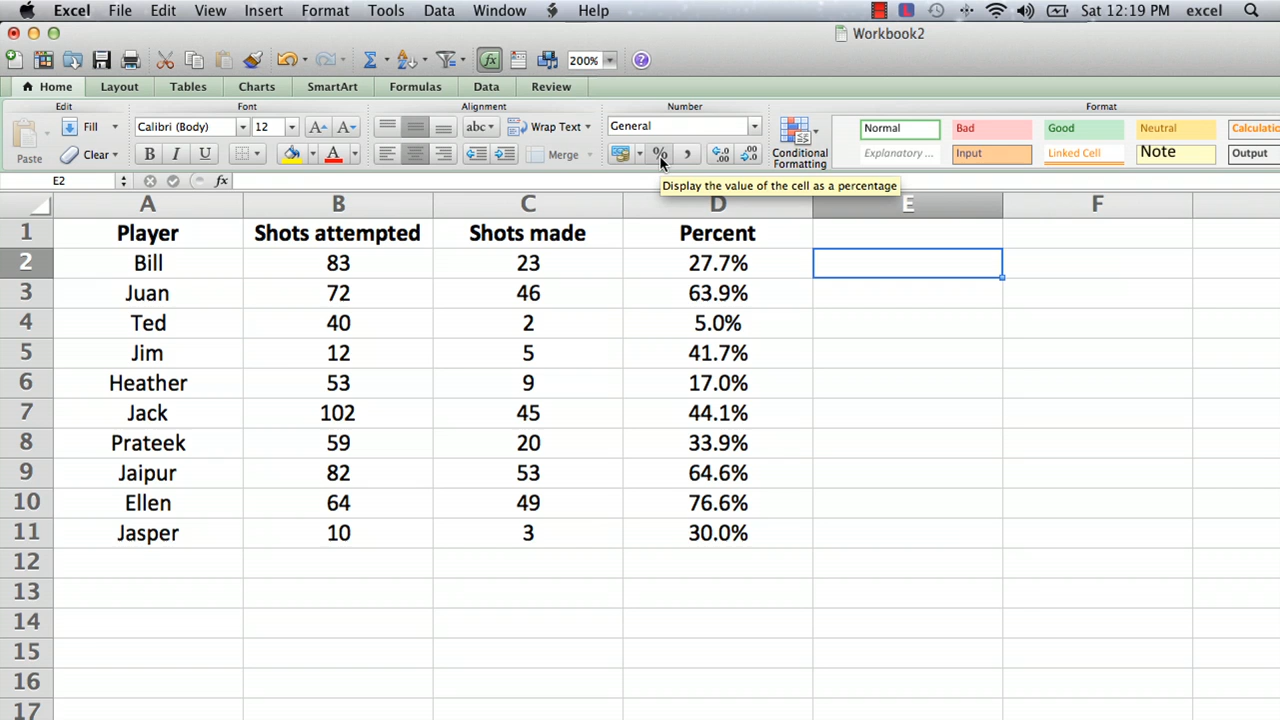 Excel File Edit View Insert Format Tools Data Window Help Sat 12:19 PM excel
Workbook2
200%
Home Layout Tables Charts SmartArt Formulas Data Review
Edit Font Alignment Number Format
Fill Calibri (Body) 12 abc Wrap Text General Normal Bad Good Neutral Calculatio
Paste Clear B I U A Merge % , Conditional Formatting Explanatory ... Input Linked Cell Note Output
E2 fx
Display the value of the cell as a percentage
A B C D E F
1 Player Shots attempted Shots made Percent
2 Bill 83 23 27.7%
3 Juan 72 46 63.9%
4 Ted 40 2 5.0%
5 Jim 12 5 41.7%
6 Heather 53 9 17.0%
7 Jack 102 45 44.1%
8 Prateek 59 20 33.9%
9 Jaipur 82 53 64.6%
10 Ellen 64 49 76.6%
11 Jasper 10 3 30.0%
12
13
14
15
16
17